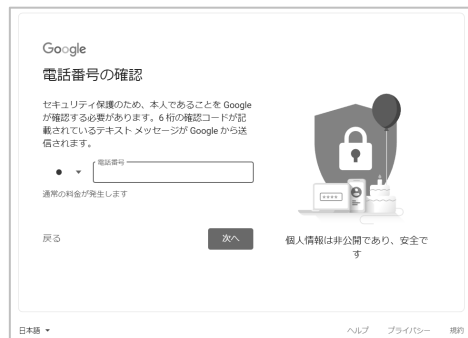 Google
電話番号の確認
セキュリティ保護のため、本人であることを Google
が確認する必要があります。6 桁の確認コードが記
載されているテキスト メッセージが Google から送
信されます。
電話番号
通常の料金が発生します
戻る
次へ
個人情報は非公開であり、安全で
す
日本語
ヘルプ プライバシー 規約